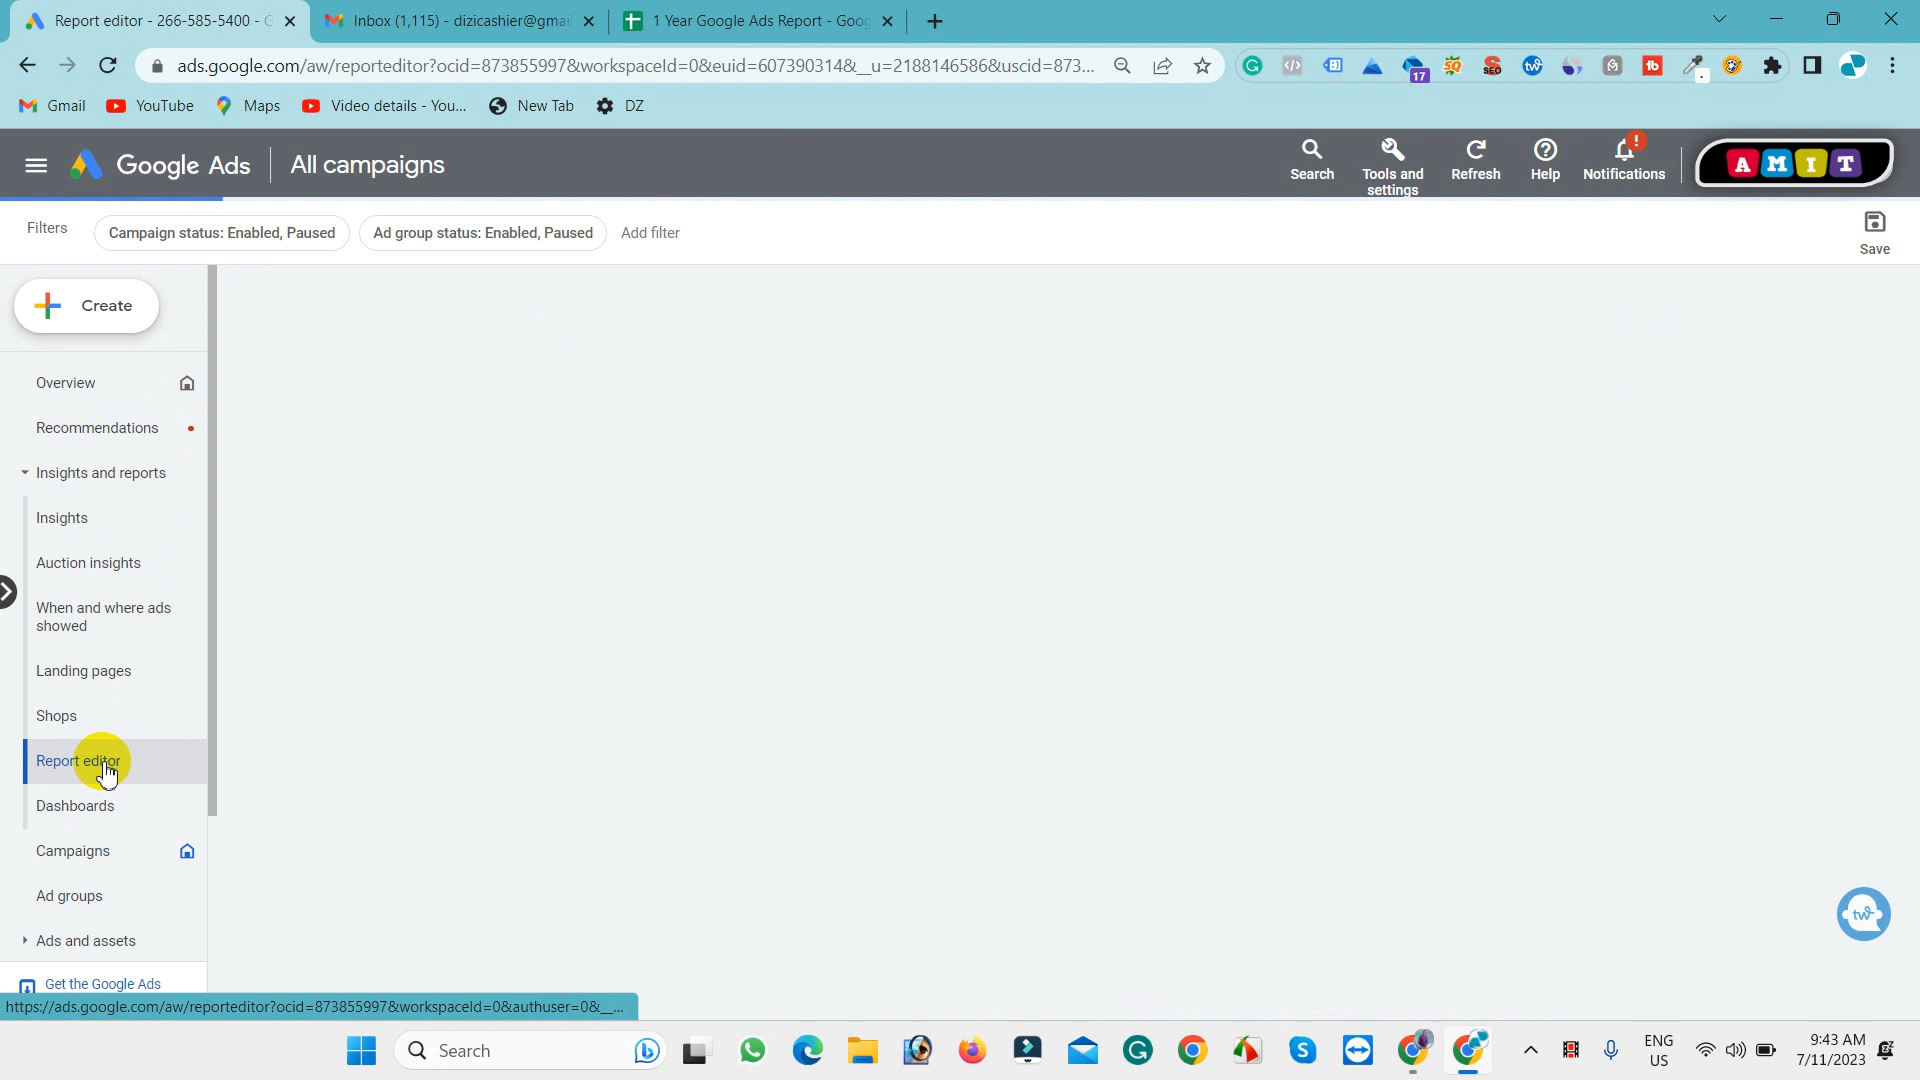 Report editor - 266-585-5400 - G
Inbox (1,115) - dizicashier@gmai
1 Year Google Ads Report - Goog
ads.google.com/aw/reporteditor?ocid=873855997&workspaceId=0&euid=607390314&__u=2188146586&uscid=873...
17
SQ
SEO
tw
Gmail
YouTube
Maps
Video details - You...
New Tab
DZ
Google Ads
All campaigns
Search
Tools and settings
Refresh
Help
!
Notifications
AMIT
Filters
Campaign status: Enabled, Paused
Ad group status: Enabled, Paused
Add filter
Save
Create
Overview
Recommendations
Insights and reports
Insights
Auction insights
When and where ads
showed
Landing pages
Shops
Report editor
Dashboards
Campaigns
Ad groups
Ads and assets
Get the Google Ads
tw
https://ads.google.com/aw/reporteditor?ocid=873855997&workspaceId=0&authuser=0&__...
Search
ENG
US
9:43 AM
7/11/2023